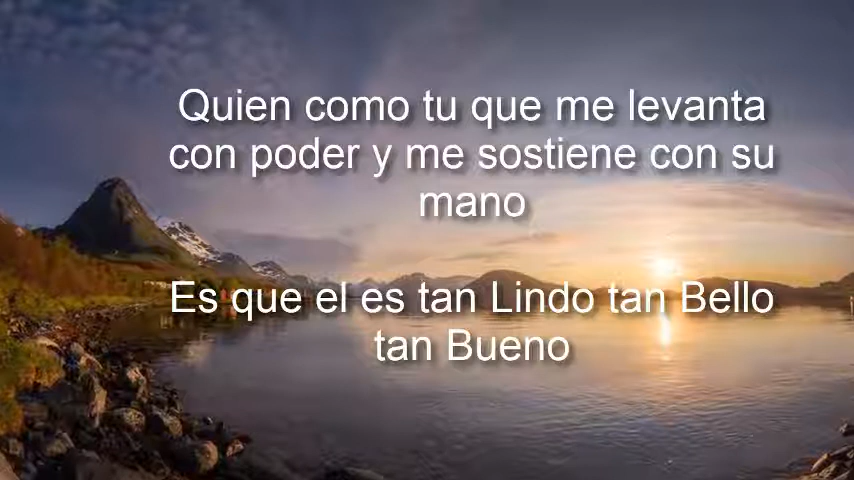 Quien como tu que me levanta
con poder y me sostiene con su
mano
Es que el es tan Lindo tan Bello
tan Bueno